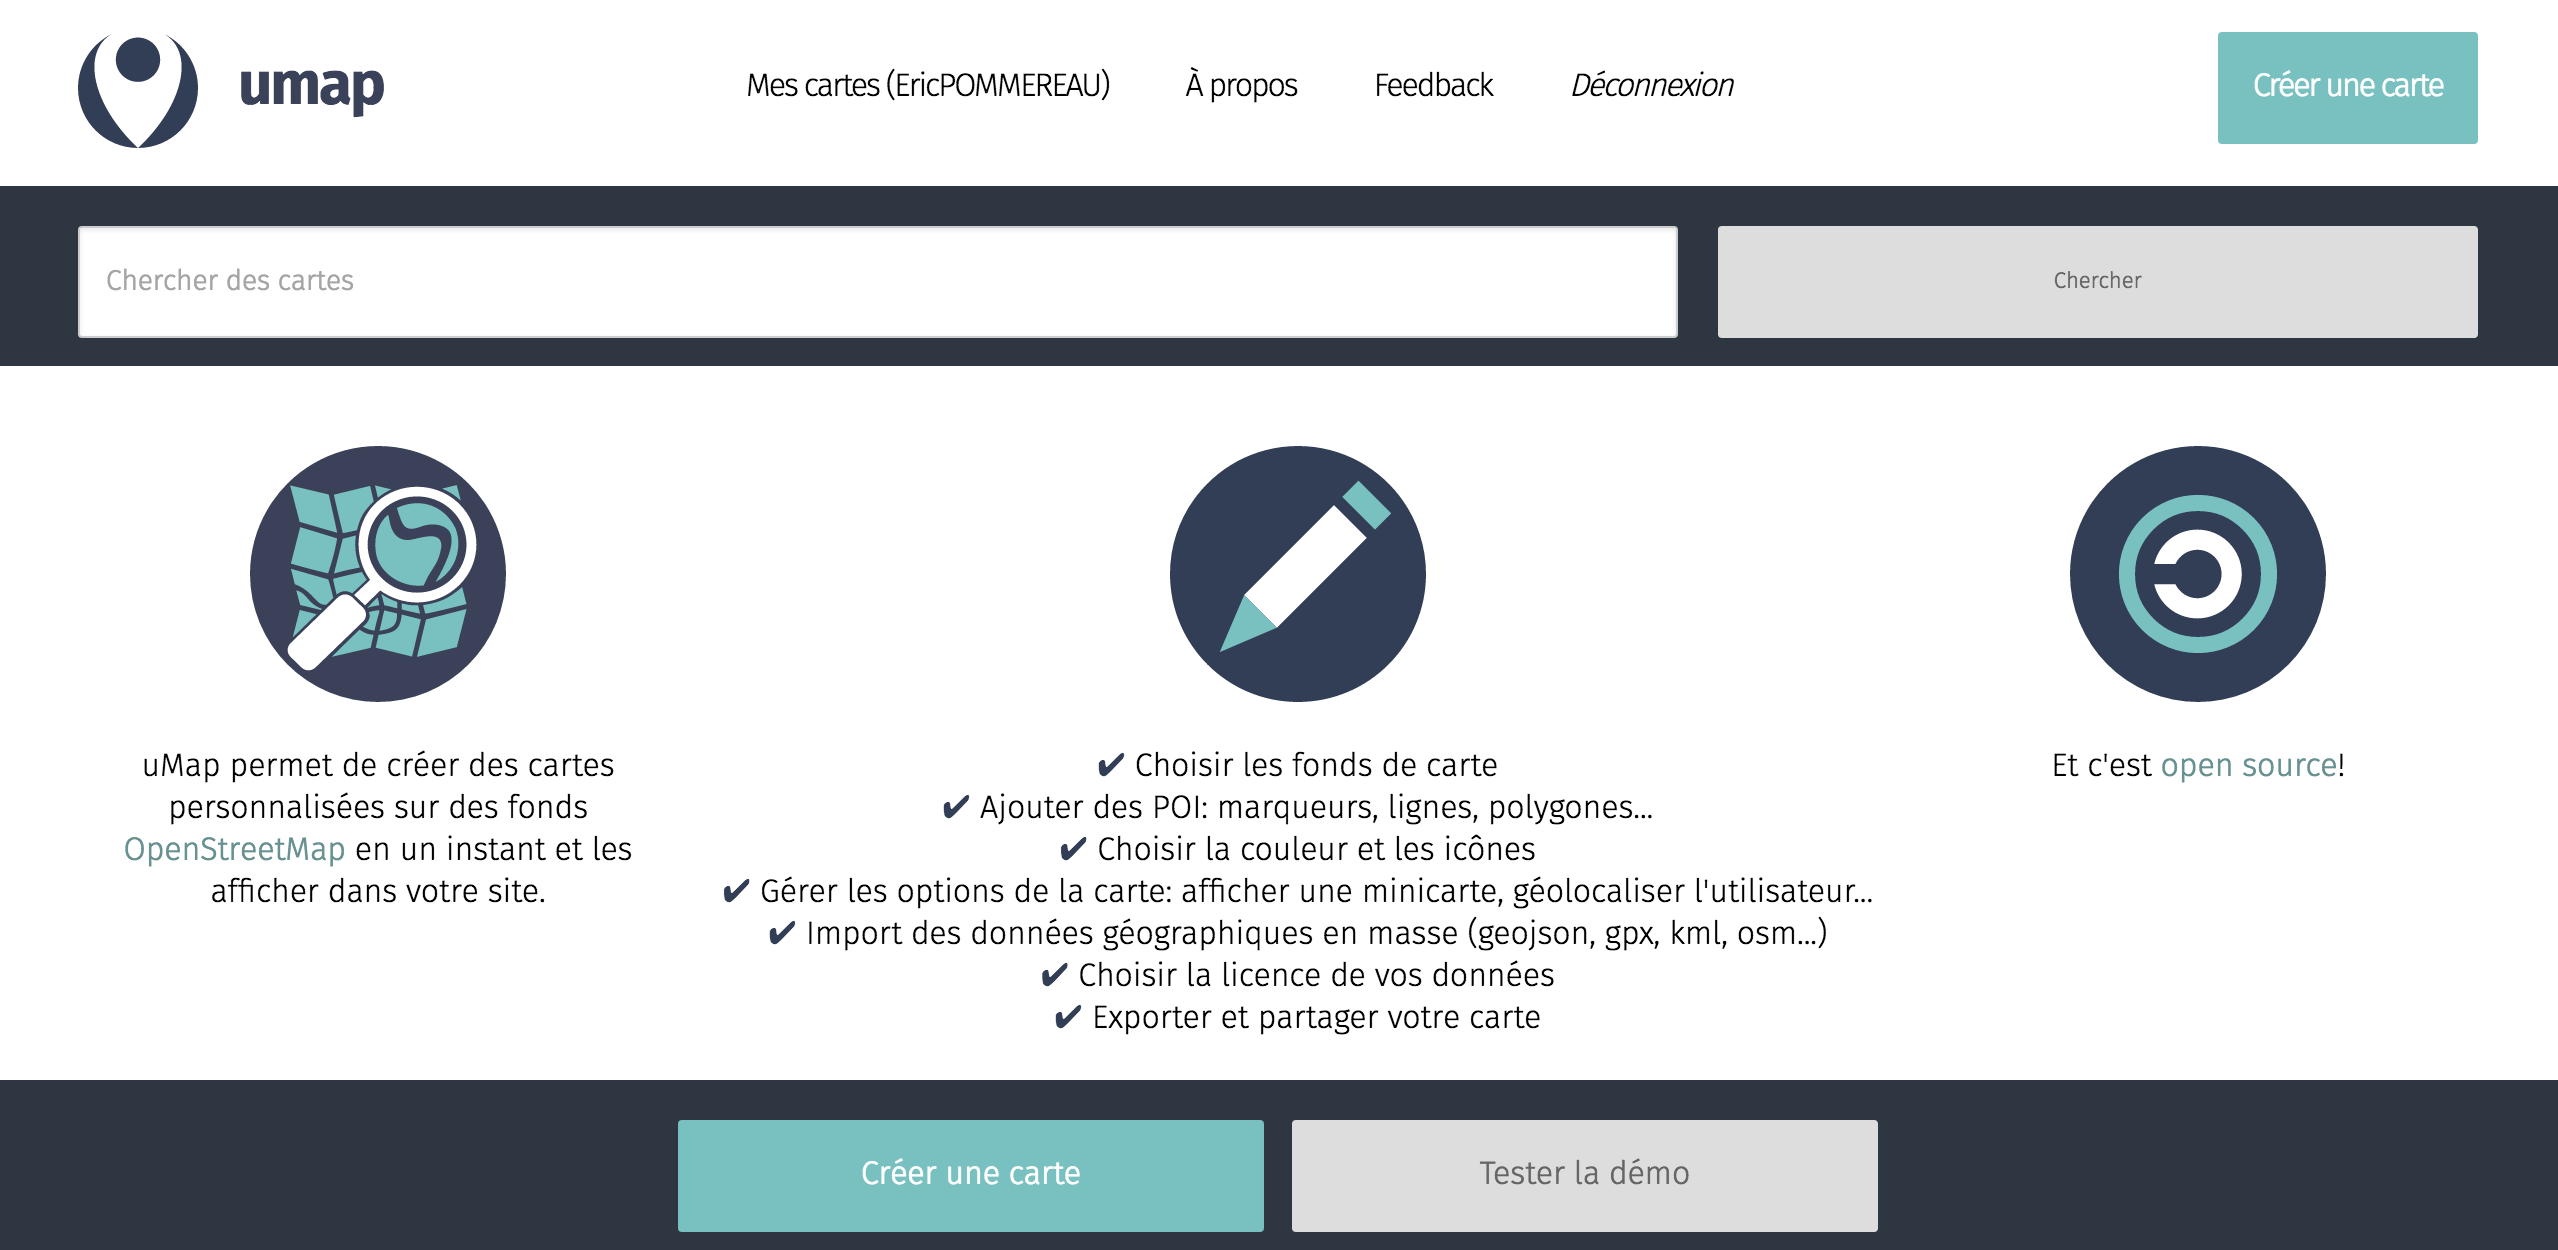 umap
Mes cartes (EricPOMMEREAU)
À propos
Feedback
Déconnexion
Créer une carte
Chercher des cartes
Chercher
uMap permet de créer des cartes
personnalisées sur des fonds
OpenStreetMap en un instant et les
afficher dans votre site.
✔ Choisir les fonds de carte
✔ Ajouter des POI: marqueurs, lignes, polygones...
✔ Choisir la couleur et les icônes
✔ Gérer les options de la carte: afficher une minicarte, géolocaliser l'utilisateur...
✔ Import des données géographiques en masse (geojson, gpx, kml, osm...)
✔ Choisir la licence de vos données
✔ Exporter et partager votre carte
Et c'est open source!
Créer une carte
Tester la démo